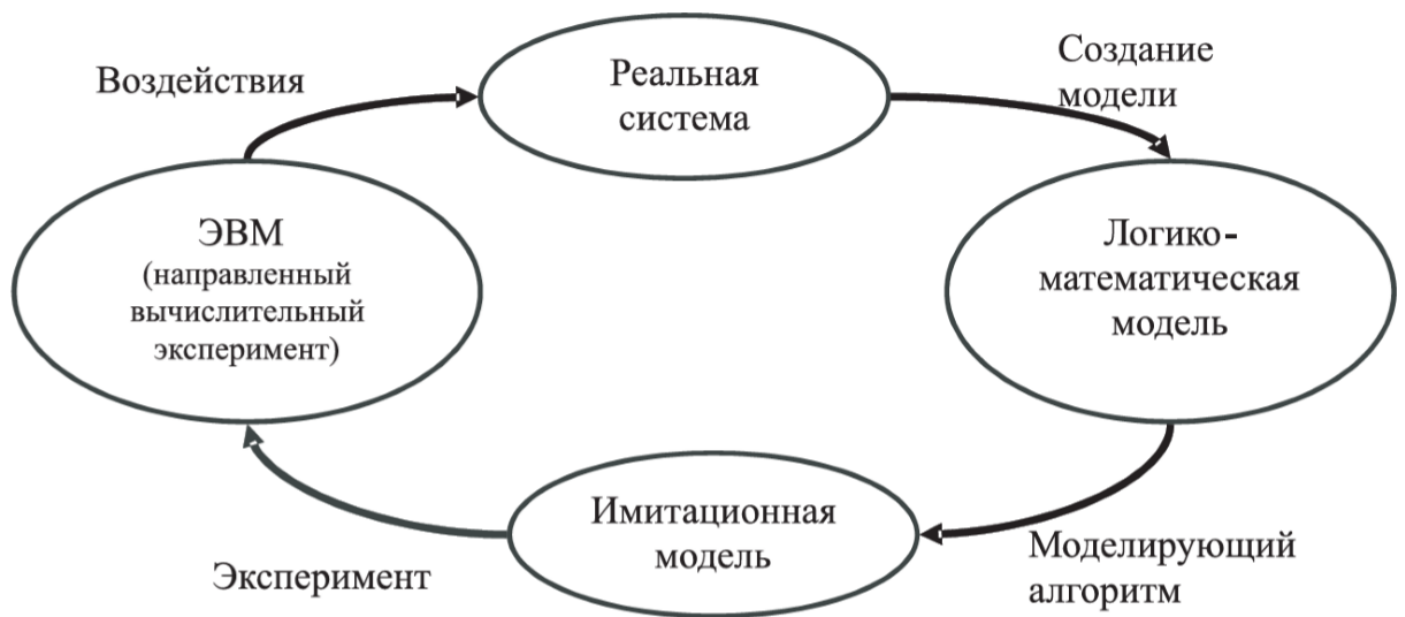 Воздействия
Реальная
система
Создание
модели
ЭВМ
(направленный
вычислительный
эксперимент)
Логико-
математическая
модель
Имитационная
модель
Эксперимент
Моделирующий
алгоритм